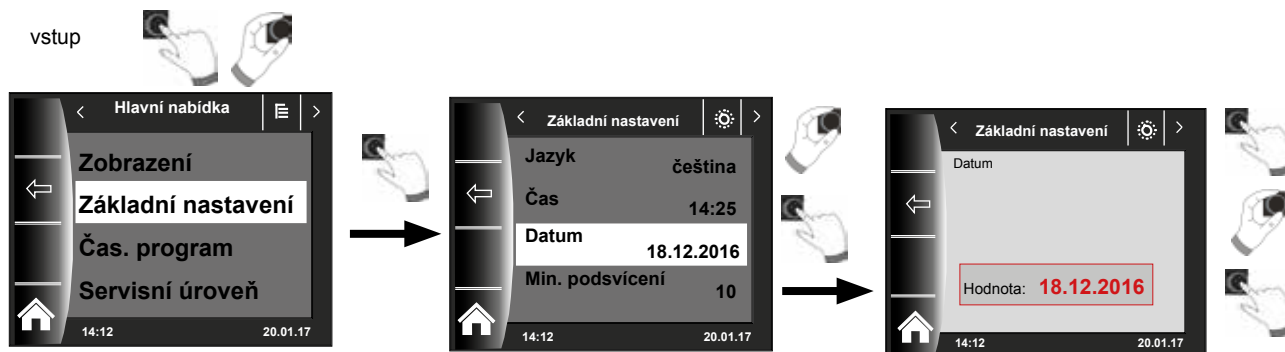 vstup
Hlavní nabídka
Zobrazení
Základní nastavení
Čas. program
Servisní úroveň
14:12 20.01.17
Základní nastavení
Jazyk čeština
Čas 14:25
Datum 18.12.2016
Min. podsvícení 10
14:12 20.01.17
Základní nastavení
Datum
Hodnota: 18.12.2016
14:12 20.01.17